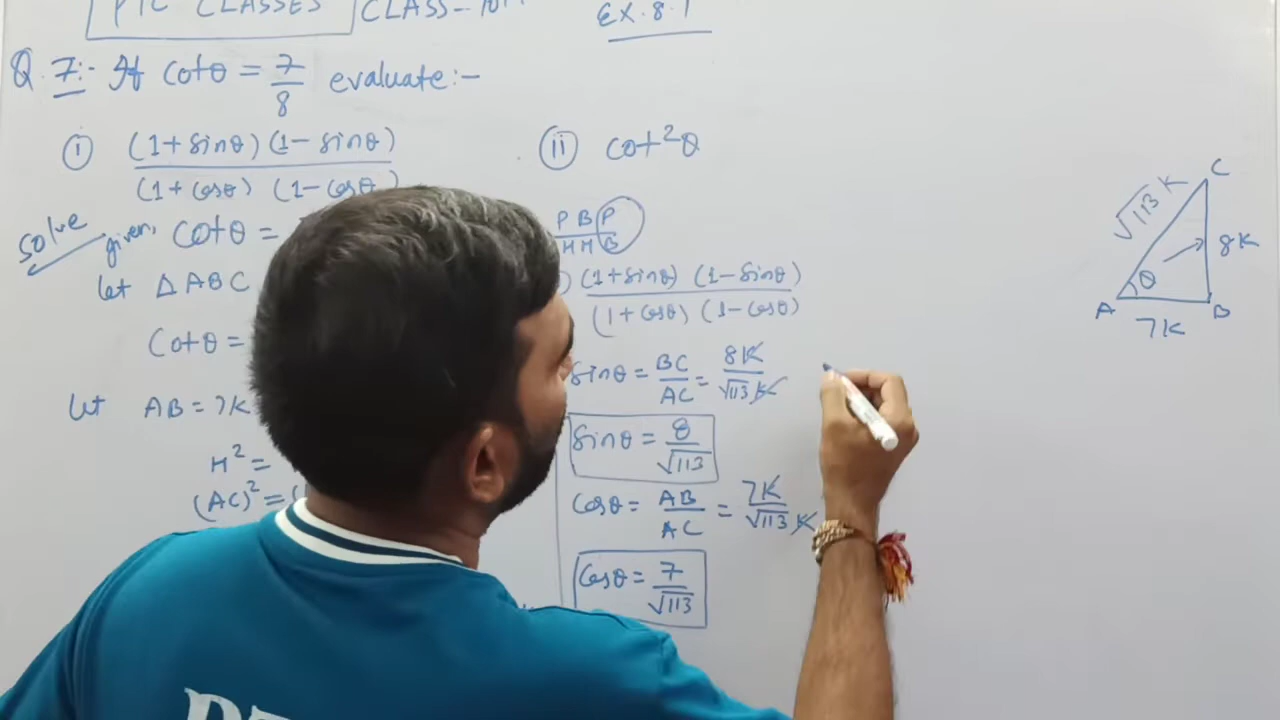 PTC CLASSES CLASS-10th EX.8.1
Q.7:- If cotθ = 7/8 evaluate:-
i (1+sinθ)(1-sinθ)/(1+cosθ)(1-cosθ)
ii cot²θ
Solve given, cotθ =
let ΔABC
cotθ =
let AB = 7K
H² =
(AC)² = (
P B P
H H B
(1+sinθ)(1-sinθ)/(1+cosθ)(1-cosθ)
sinθ = BC/AC = 8K/√113K
sinθ = 8/√113
cosθ = AB/AC = 7K/√113K
cosθ = 7/√113
C
√113 K
8K
θ
A B
7K